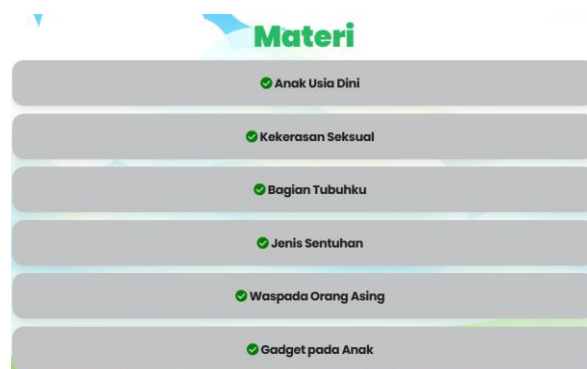 Materi
Anak Usia Dini
Kekerasan Seksual
Bagian Tubuhku
Jenis Sentuhan
Waspada Orang Asing
Gadget pada Anak